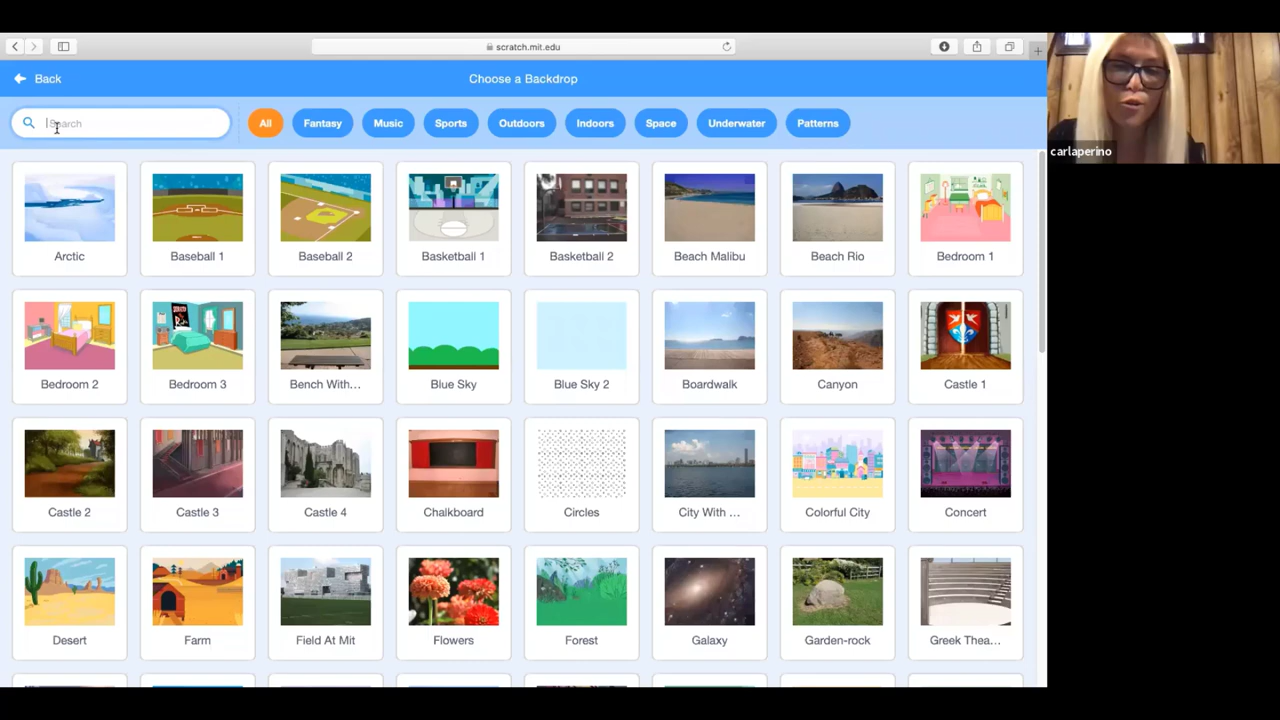 scratch.mit.edu
Back
Choose a Backdrop
Search
All
Fantasy
Music
Sports
Outdoors
Indoors
Space
Underwater
Patterns
carlaperino
Arctic
Baseball 1
Baseball 2
Basketball 1
Basketball 2
Beach Malibu
Beach Rio
Bedroom 1
Bedroom 2
Bedroom 3
Bench With...
Blue Sky
Blue Sky 2
Boardwalk
Canyon
Castle 1
Castle 2
Castle 3
Castle 4
Chalkboard
Circles
City With ...
Colorful City
Concert
Desert
Farm
Field At Mit
Flowers
Forest
Galaxy
Garden-rock
Greek Thea...